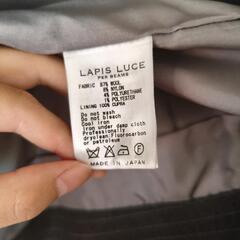 LAPIS LUCE
PER BEAMS
FABRIC 87% WOOL
8% NYLON
4% POLYURETHANE
1% POLYESTER
LINING 100% CUPRA
Do not wash
Do not bleach
Cool iron
Iron under cloth
Professionally
dryclean/Fluorocarbon
or petroleum
MADE IN JAPAN